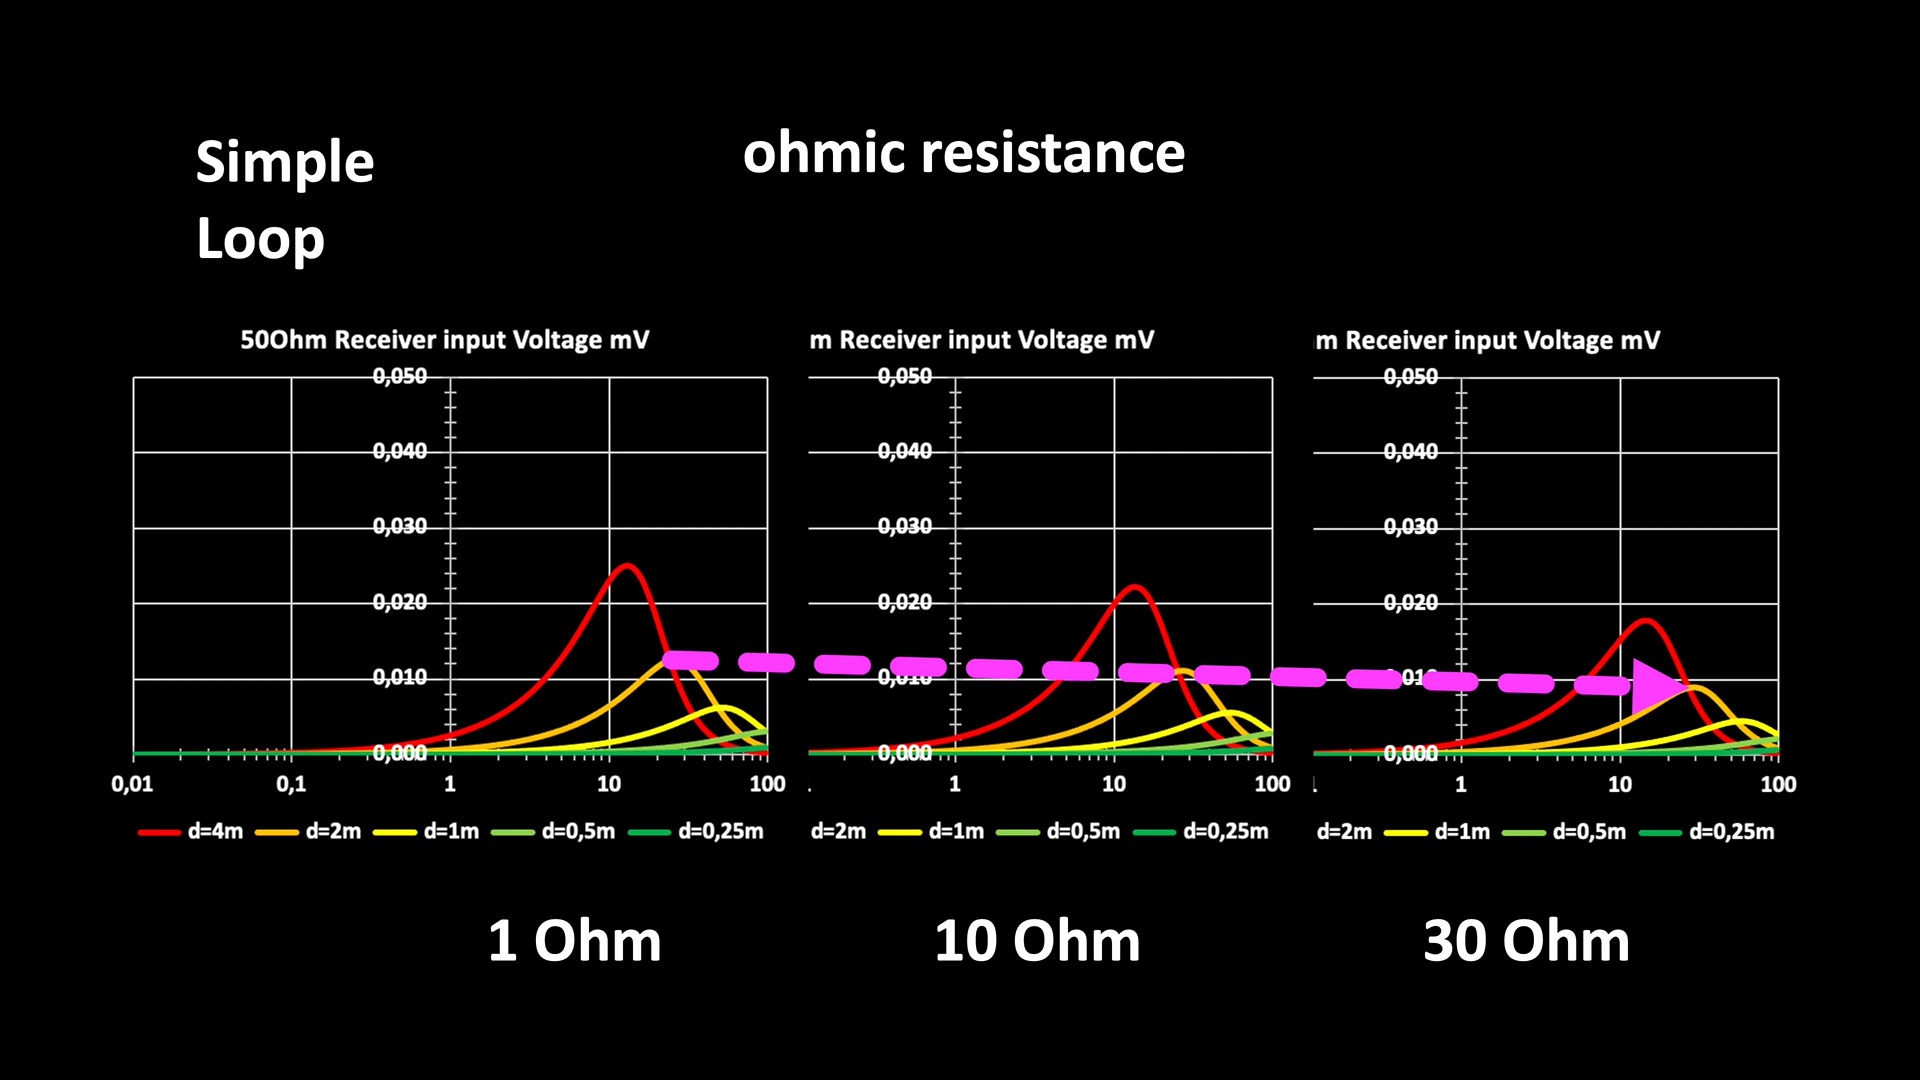 Simple
Loop
ohmic resistance
50Ohm Receiver input Voltage mV
0,050
0,040
0,030
0,020
0,010
0,000
0,01 0,1 1 10 100
d=4m d=2m d=1m d=0,5m d=0,25m
1 Ohm
m Receiver input Voltage mV
0,050
0,040
0,030
0,020
0,010
0,000
1 10 100
d=2m d=1m d=0,5m d=0,25m
10 Ohm
m Receiver input Voltage mV
0,050
0,040
0,030
0,020
0,000
1 10 100
d=2m d=1m d=0,5m d=0,25m
30 Ohm